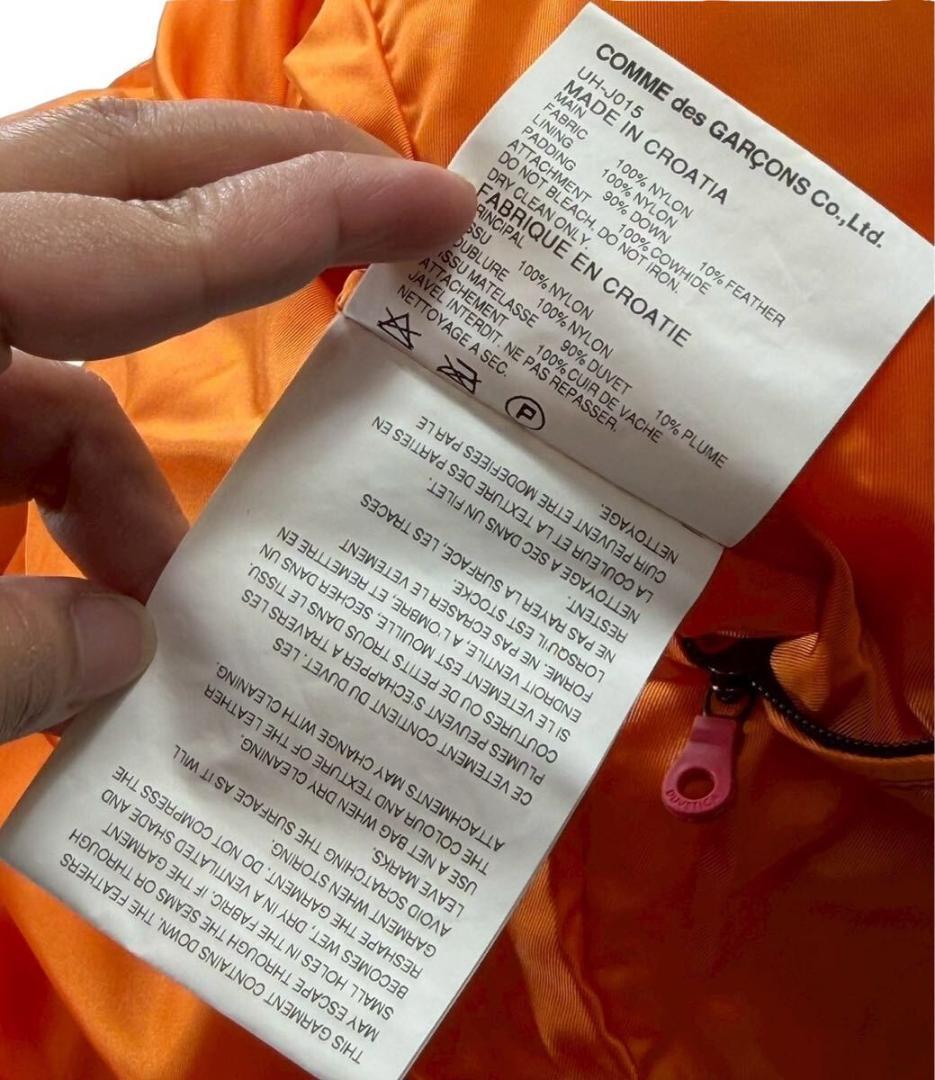 COMME des GARÇONS Co.,Ltd.
UH-J015
MADE IN CROATIA
MAIN
FABRIC 100% NYLON
LINING 100% NYLON
PADDING 90% DOWN 10% FEATHER
ATTACHMENT 100% COWHIDE
DO NOT BLEACH, DO NOT IRON.
DRY CLEAN ONLY.
FABRIQUE EN CROATIE
RINCIPAL
SSU 100%NYLON
OUBLURE 100%NYLON
ISSU MATELASSE 90% DUVET 10% PLUME
ATTACHEMENT 100%CUIR DE VACHE
JAVEL INTERDIT. NE PAS REPASSER.
NETTOYAGE A SEC.
P
THIS GARMENT CONTAINS DOWN, THE FEATHERS
MAY ESCAPE THROUGH THE SEAMS OR THROUGH
SMALL HOLES IN THE FABRIC, IF THE GARMENT
BECOMES WET, DRY IN A VENTILATED SHADE AND
RESHAPE THE GARMENT, DO NOT COMPRESS THE
GARMENT WHEN STORING.
AVOID SCRATCHING THE SURFACE AS IT WILL
LEAVE MARKS.
USE A NET BAG WHEN DRY CLEANING.
THE COLOUR AND TEXTURE OF THE LEATHER
ATTACHMENTS MAY CHANGE WITH CLEANING
CE VETEMENT CONTIENT DU DUVET, LES
PLUMES PEUVENT S'ECHAPPER A TRAVERS LES
COUTURES OU DE PETITS TROUS DANS LE TISSU.
SI LE VETEMENT EST MOUILLE, SECHER DANS UN
ENDROIT VENTILE, A L'OMBRE, ET REMETTRE EN
FORME. NE PAS ECRASER LE VETEMENT
LORSQU'IL EST STOCKE.
NE PAS RAYER LA SURFACE, LES TRACES
RESTENT.
NETTOYAGE A SEC DANS UN FILET.
LA COULEUR ET LA TEXTURE DES PARTIES EN
CUIR PEUVENT ETRE MODEFIEES PAR LE
NETTOYAGE.
DUVETICA